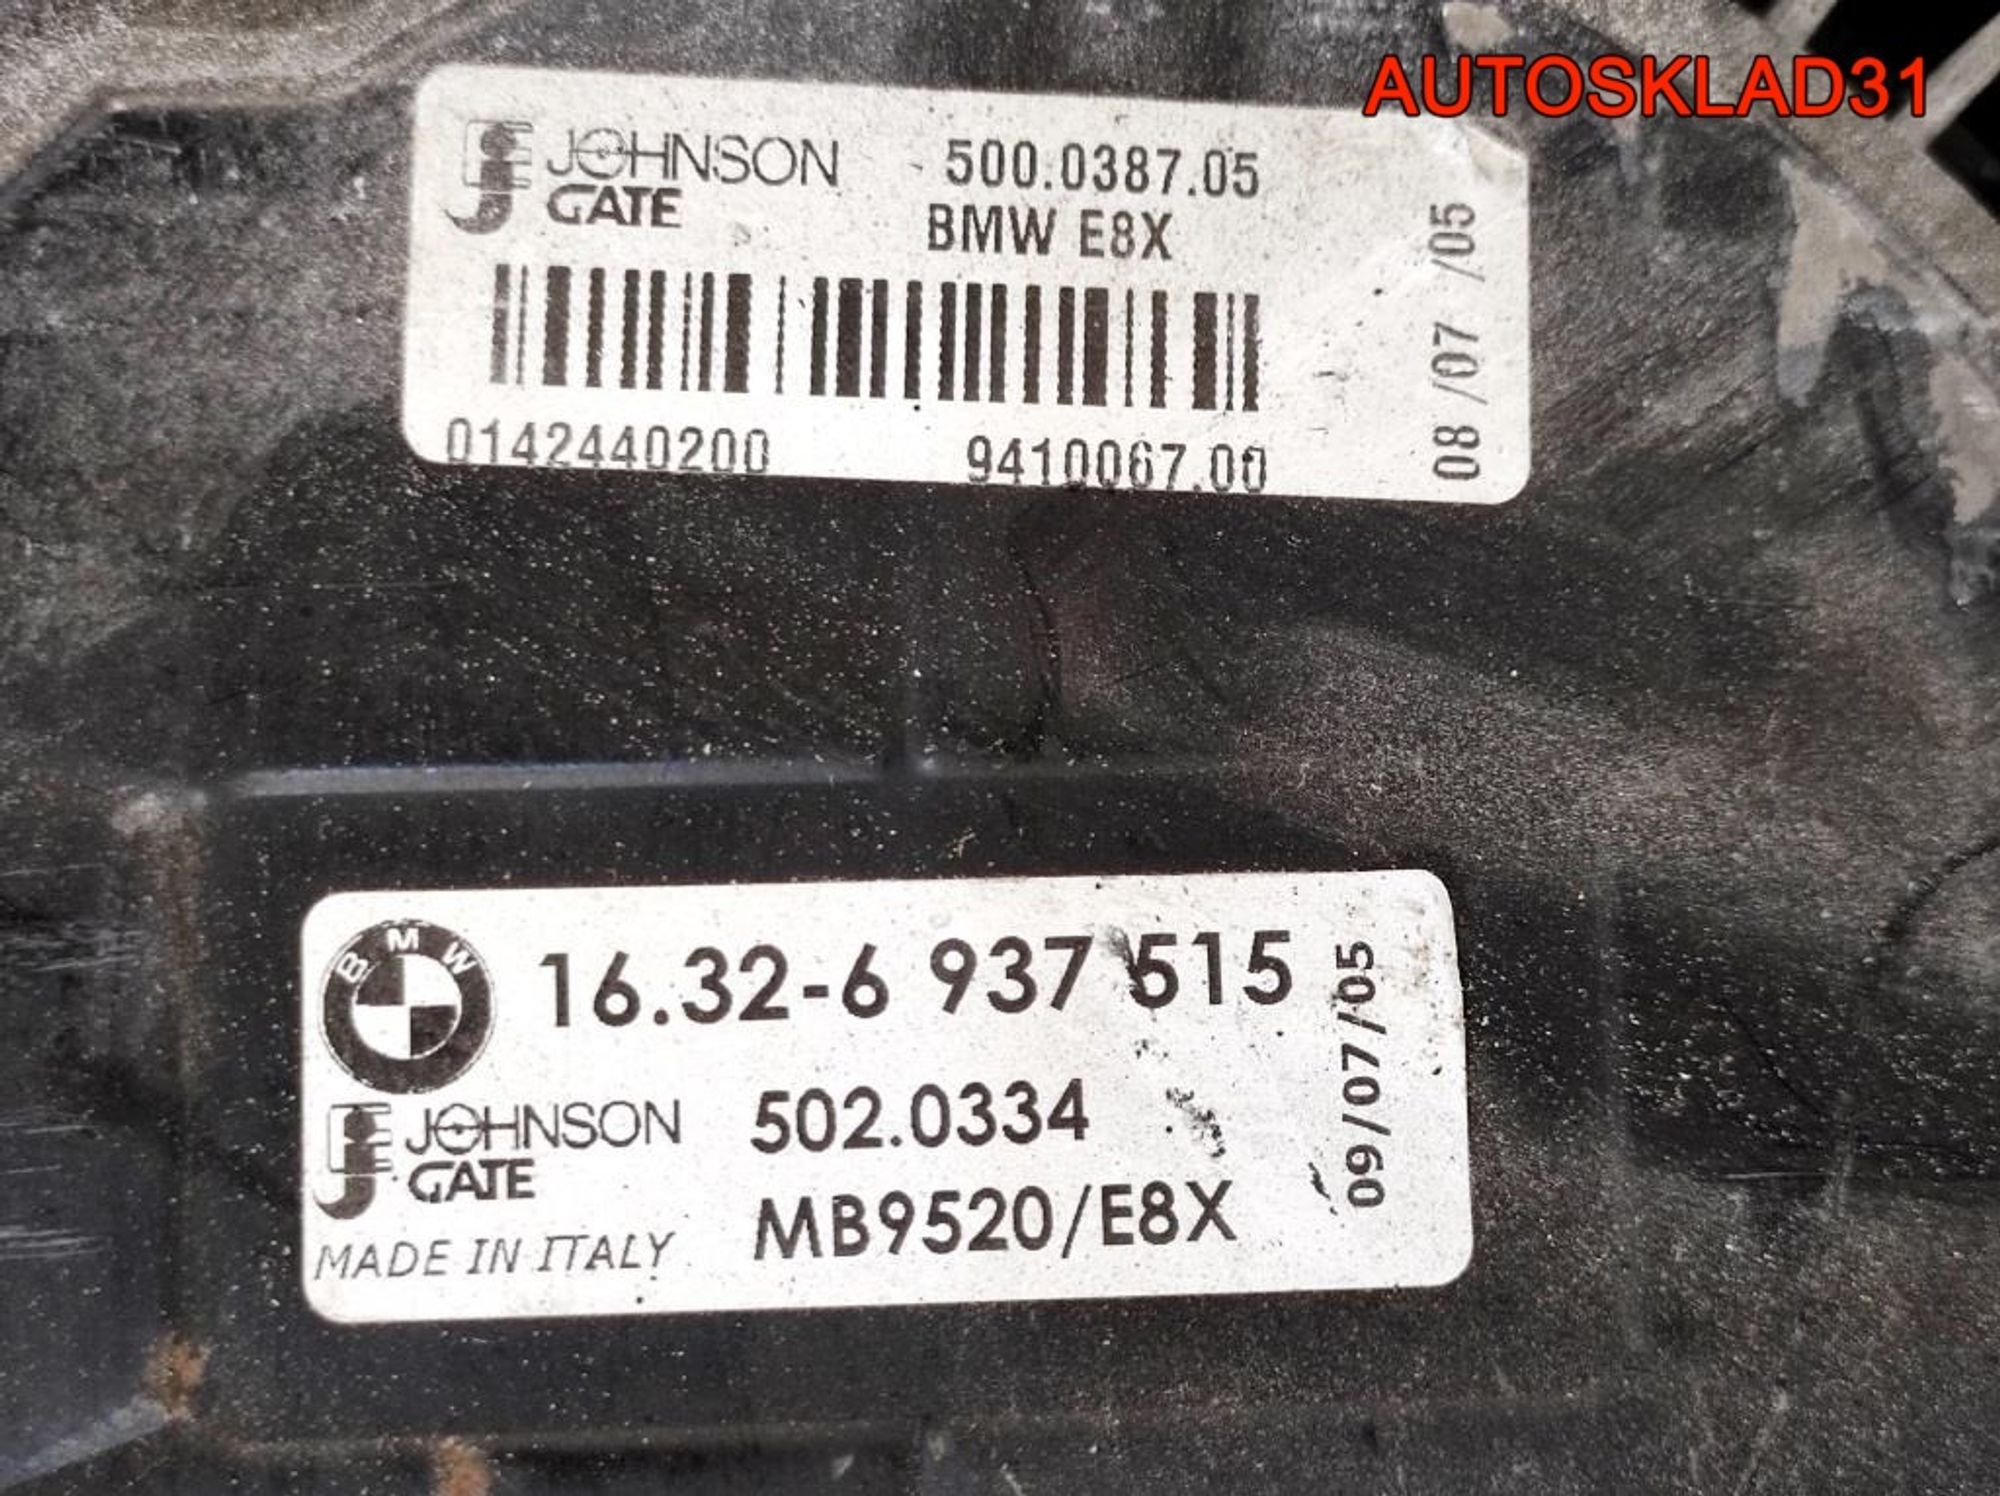 AUTOSKLAD31
JOHNSON
GATE
500.0387.05
BMW E8X
08/07/05
0142440200
9410067.00
BMW
16.32-6 937 515
JOHNSON
GATE
502.0334
MADE IN ITALY
MB9520/E8X
09/07/05